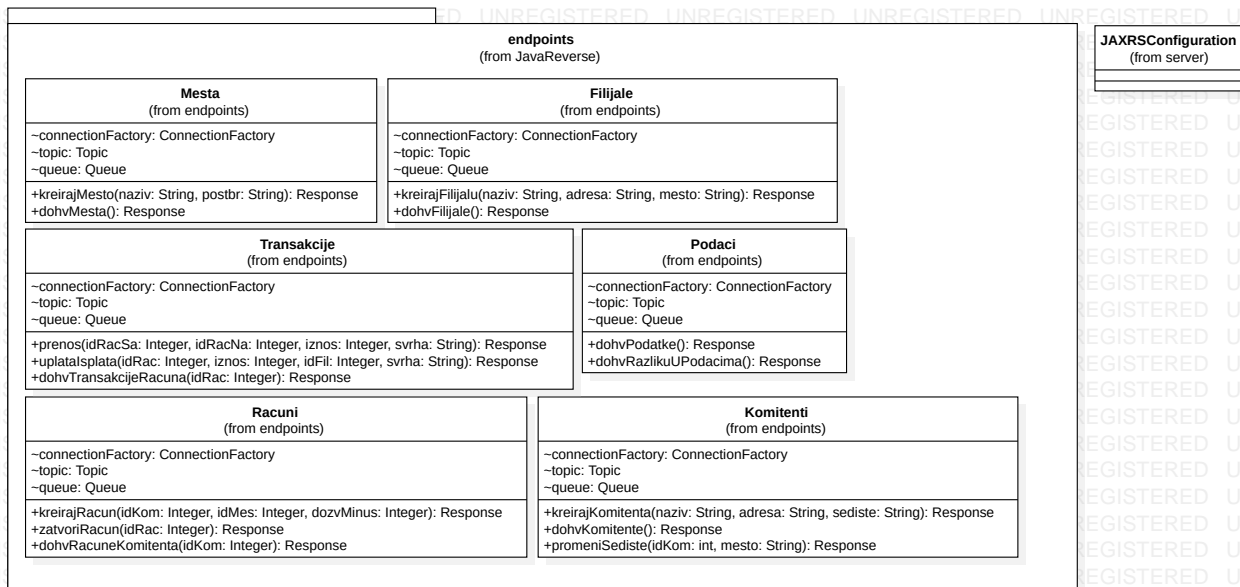 endpoints
(from JavaReverse)
JAXRSConfiguration
(from server)
Mesta
(from endpoints)
~connectionFactory: ConnectionFactory
~topic: Topic
~queue: Queue
+kreirajMesto(naziv: String, postbr: String): Response
+dohvMesta(): Response
Filijale
(from endpoints)
~connectionFactory: ConnectionFactory
~topic: Topic
~queue: Queue
+kreirajFilijalu(naziv: String, adresa: String, mesto: String): Response
+dohvFilijale(): Response
Transakcije
(from endpoints)
~connectionFactory: ConnectionFactory
~topic: Topic
~queue: Queue
+prenos(idRacSa: Integer, idRacNa: Integer, iznos: Integer, svrha: String): Response
+uplataIsplata(idRac: Integer, iznos: Integer, idFil: Integer, svrha: String): Response
+dohvTransakcijeRacuna(idRac: Integer): Response
Podaci
(from endpoints)
~connectionFactory: ConnectionFactory
~topic: Topic
~queue: Queue
+dohvPodatke(): Response
+dohvRazlikuUPodacima(): Response
Racuni
(from endpoints)
~connectionFactory: ConnectionFactory
~topic: Topic
~queue: Queue
+kreirajRacun(idKom: Integer, idMes: Integer, dozvMinus: Integer): Response
+zatvoriRacun(idRac: Integer): Response
+dohvRacuneKomitenta(idKom: Integer): Response
Komitenti
(from endpoints)
~connectionFactory: ConnectionFactory
~topic: Topic
~queue: Queue
+kreirajKomitenta(naziv: String, adresa: String, sediste: String): Response
+dohvKomitente(): Response
+promeniSediste(idKom: int, mesto: String): Response
UNREGISTERED UNREGISTERED UNREGISTERED UNREGISTERED